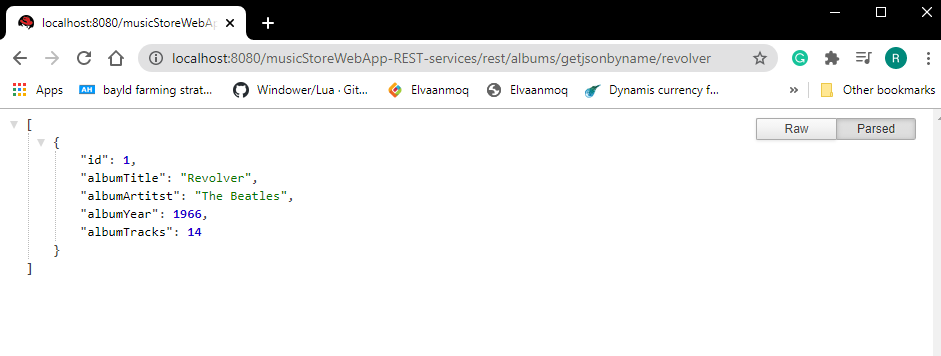 localhost:8080/musicStoreWebAp
localhost:8080/musicStoreWebApp-REST-services/rest/albums/getjsonbyname/revolver
R
Apps
AH bayld farming strat...
Windower/Lua · Git...
Elvaanmoq
Elvaanmoq
Dynamis currency f...
»
Other bookmarks
Raw
Parsed
[
{
"id": 1,
"albumTitle": "Revolver",
"albumArtitst": "The Beatles",
"albumYear": 1966,
"albumTracks": 14
}
]